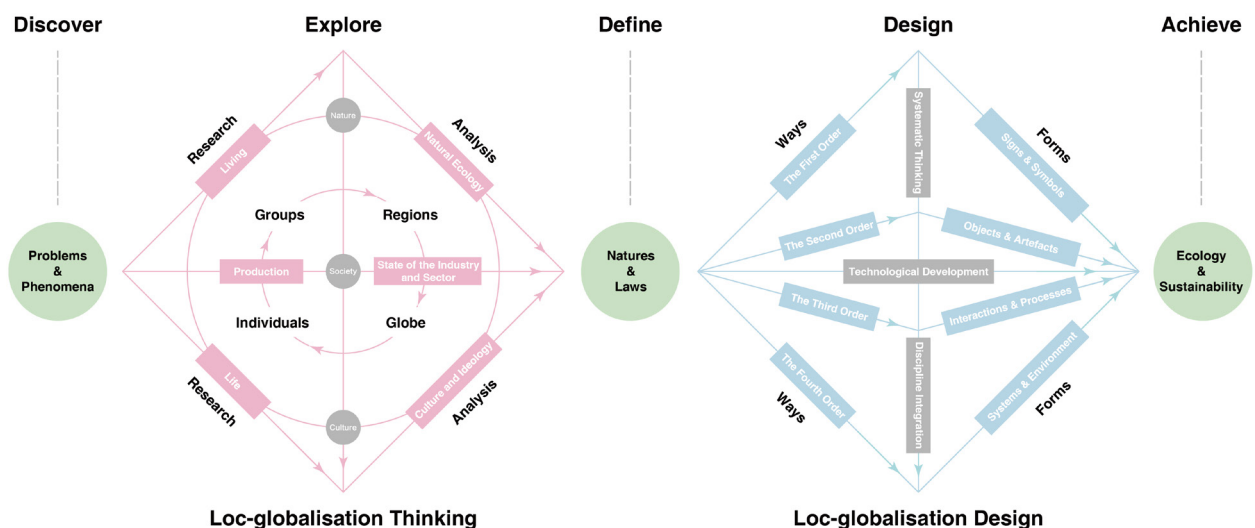 Discover
Explore
Define
Design
Achieve
Nature
Research
Living
Analysis
Natural Ecology
Groups
Regions
Problems
&
Phenomena
Production
Society
State of the Industry
and Sector
Individuals
Globe
Life
Research
Culture and Ideology
Analysis
Culture
Loc-globalisation Thinking
Natures
&
Laws
Ways
The First Order
Systematic Thinking
Forms
Signs & Symbols
The Second Order
Objects & Artefacts
Technological Development
The Third Order
Interactions & Processes
The Fourth Order
Ways
Discipline Integration
Systems & Environment
Forms
Loc-globalisation Design
Ecology
&
Sustainability